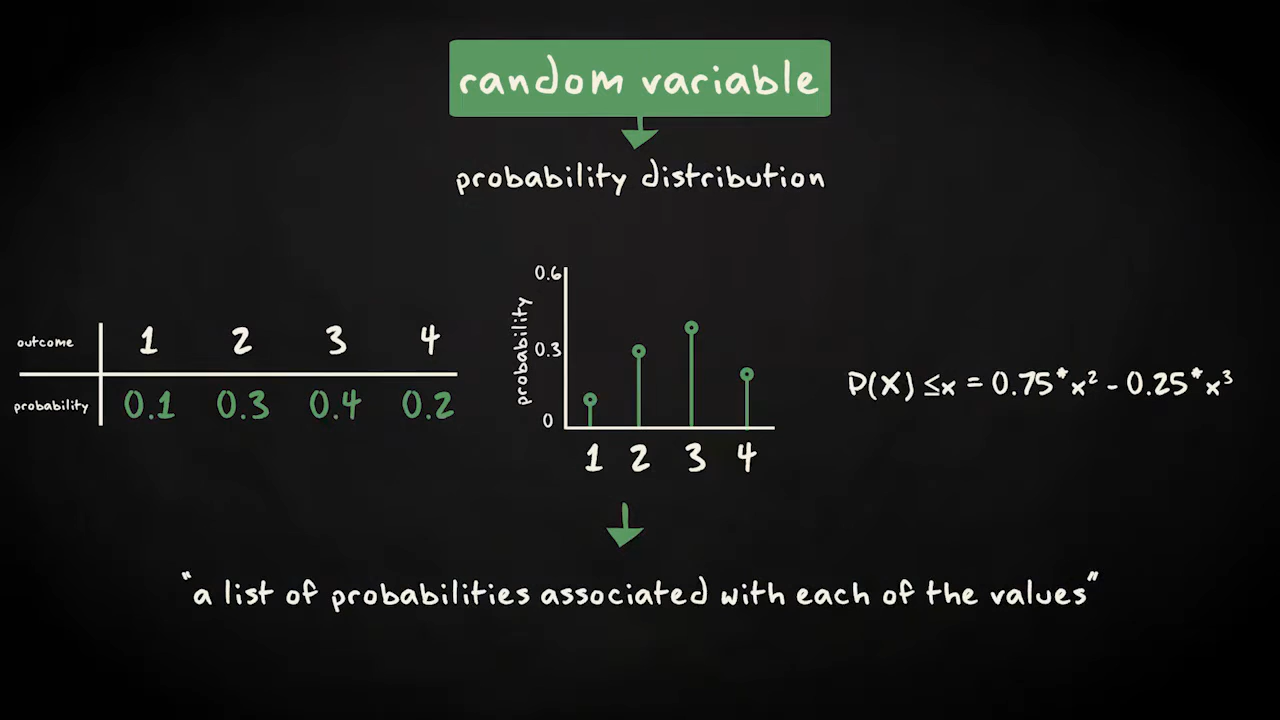 random variable
probability distribution
outcome 1 2 3 4
probability 0.1 0.3 0.4 0.2
probability
0.6
0.3
0
1 2 3 4
P(X) ≤x = 0.75*x² - 0.25*x³
"a list of probabilities associated with each of the values"